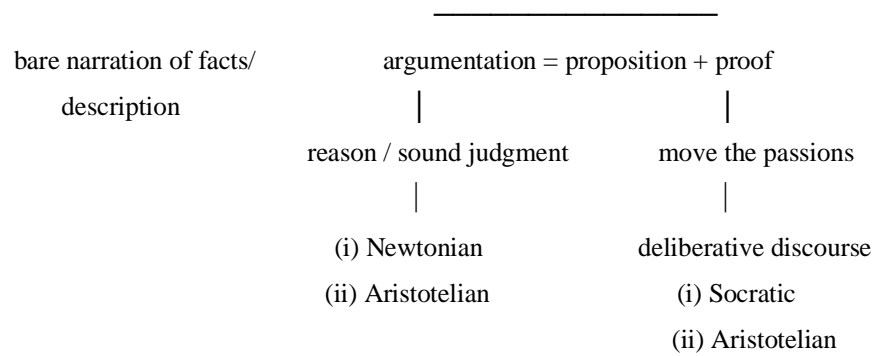 bare narration of facts/ argumentation = proposition + proof
description
reason / sound judgment move the passions
(i) Newtonian deliberative discourse
(ii) Aristotelian (i) Socratic
(ii) Aristotelian